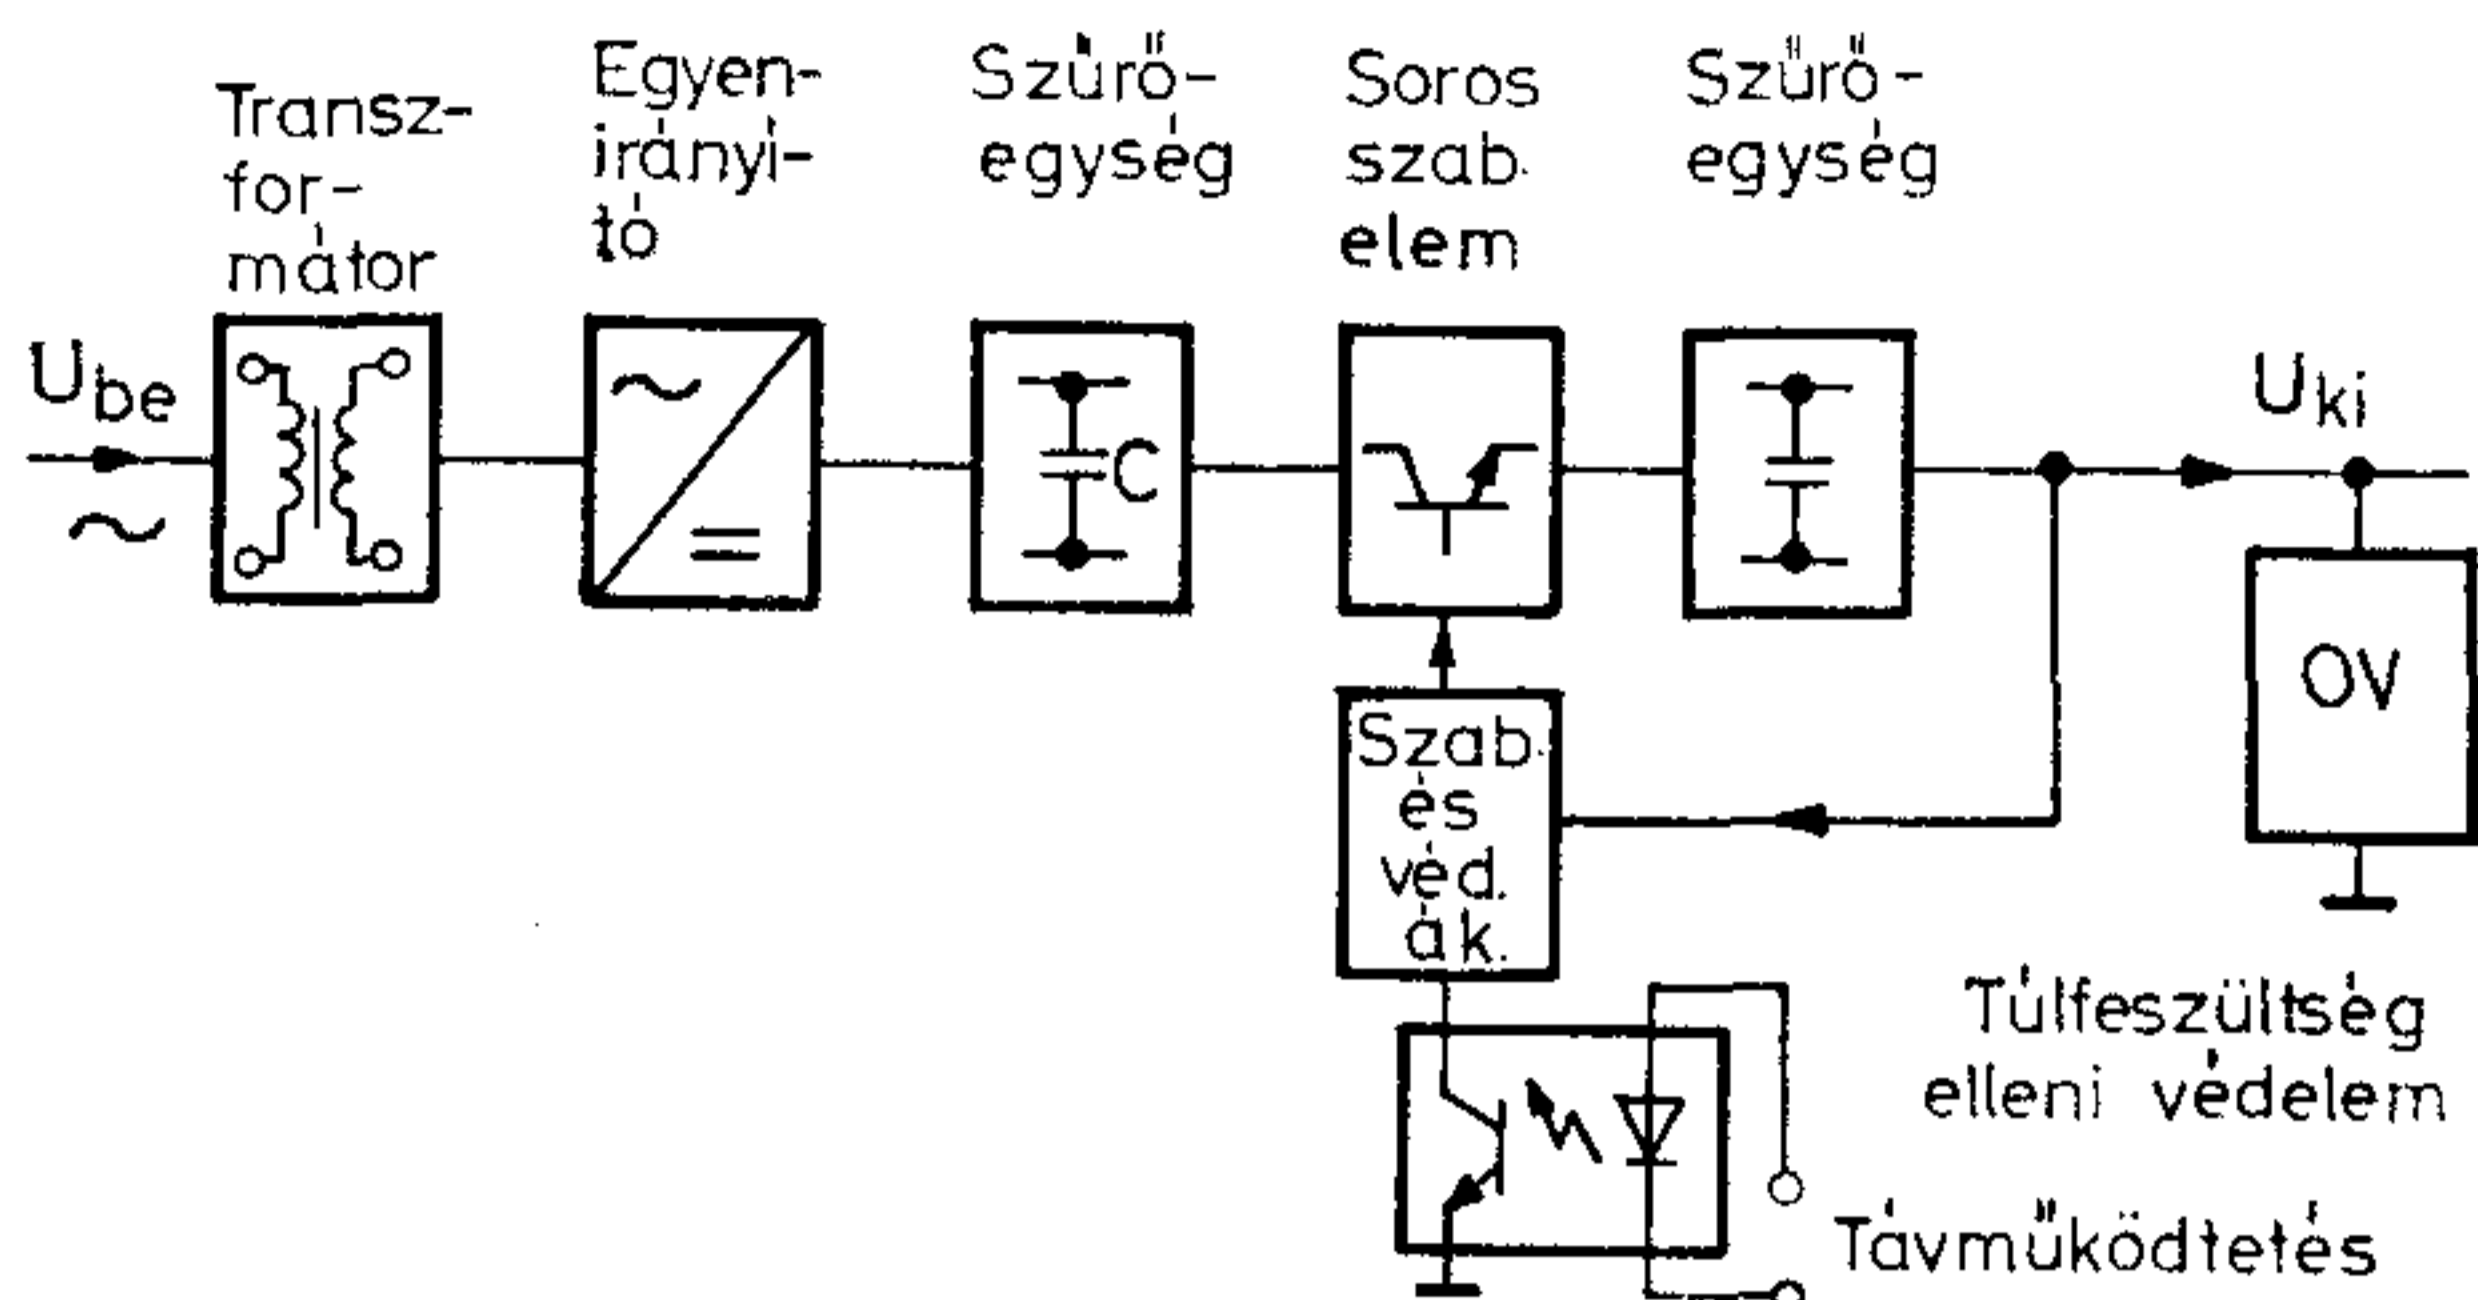 Transz-
for-
mátor
Egyen-
irányí-
tó
Szűrő-
egység
Soros
szab.
elem
Szűrő-
egység
Ube
Uki
C
OV
Szab.
és
véd.
ák.
Túlfeszültség
elleni védelem
Távműködtetés